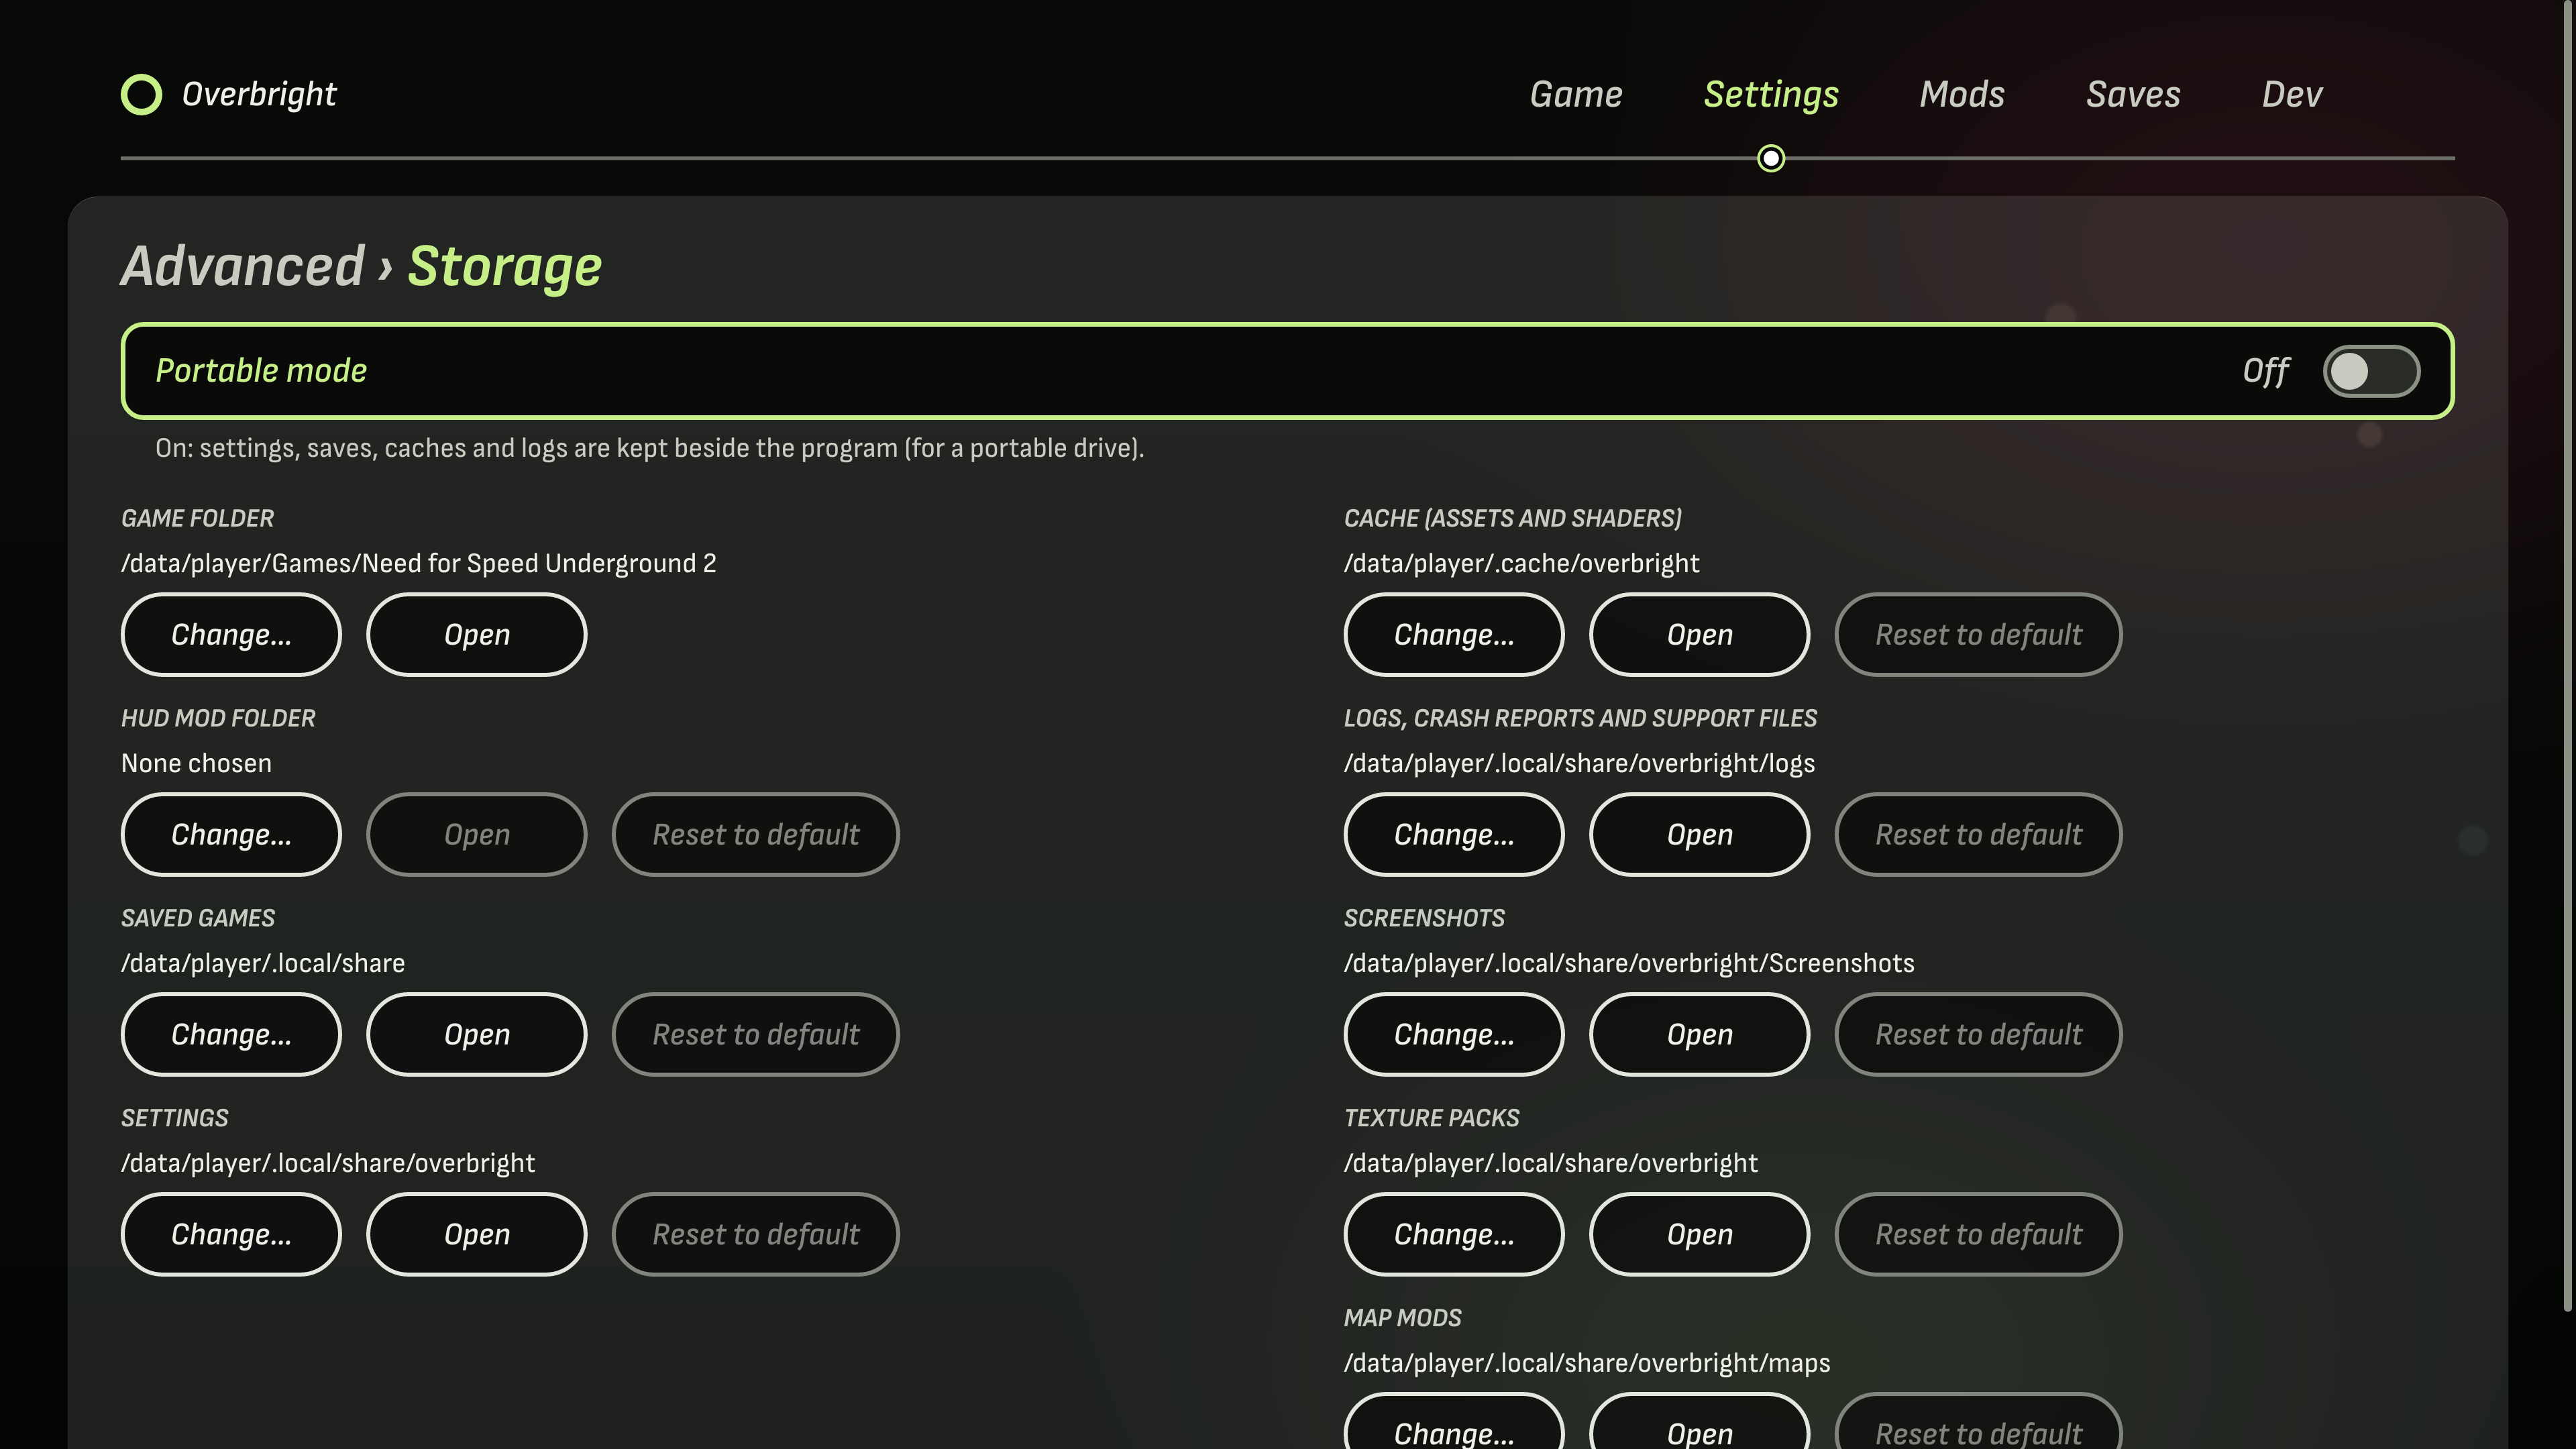 Overbright
Game Settings Mods Saves Dev
Advanced › Storage
Portable mode Off
On: settings, saves, caches and logs are kept beside the program (for a portable drive).
GAME FOLDER
/data/player/Games/Need for Speed Underground 2
Change... Open
HUD MOD FOLDER
None chosen
Change... Open Reset to default
SAVED GAMES
/data/player/.local/share
Change... Open Reset to default
SETTINGS
/data/player/.local/share/overbright
Change... Open Reset to default
CACHE (ASSETS AND SHADERS)
/data/player/.cache/overbright
Change... Open Reset to default
LOGS, CRASH REPORTS AND SUPPORT FILES
/data/player/.local/share/overbright/logs
Change... Open Reset to default
SCREENSHOTS
/data/player/.local/share/overbright/Screenshots
Change... Open Reset to default
TEXTURE PACKS
/data/player/.local/share/overbright
Change... Open Reset to default
MAP MODS
/data/player/.local/share/overbright/maps
Change... Open Reset to default